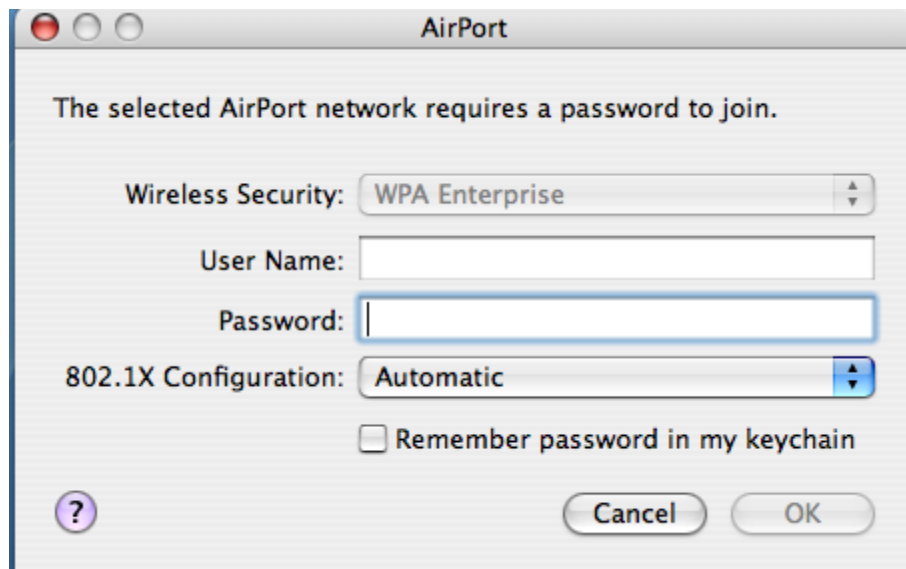 AirPort
The selected AirPort network requires a password to join.
Wireless Security: WPA Enterprise
User Name:
Password:
802.1X Configuration: Automatic
Remember password in my keychain
? Cancel OK